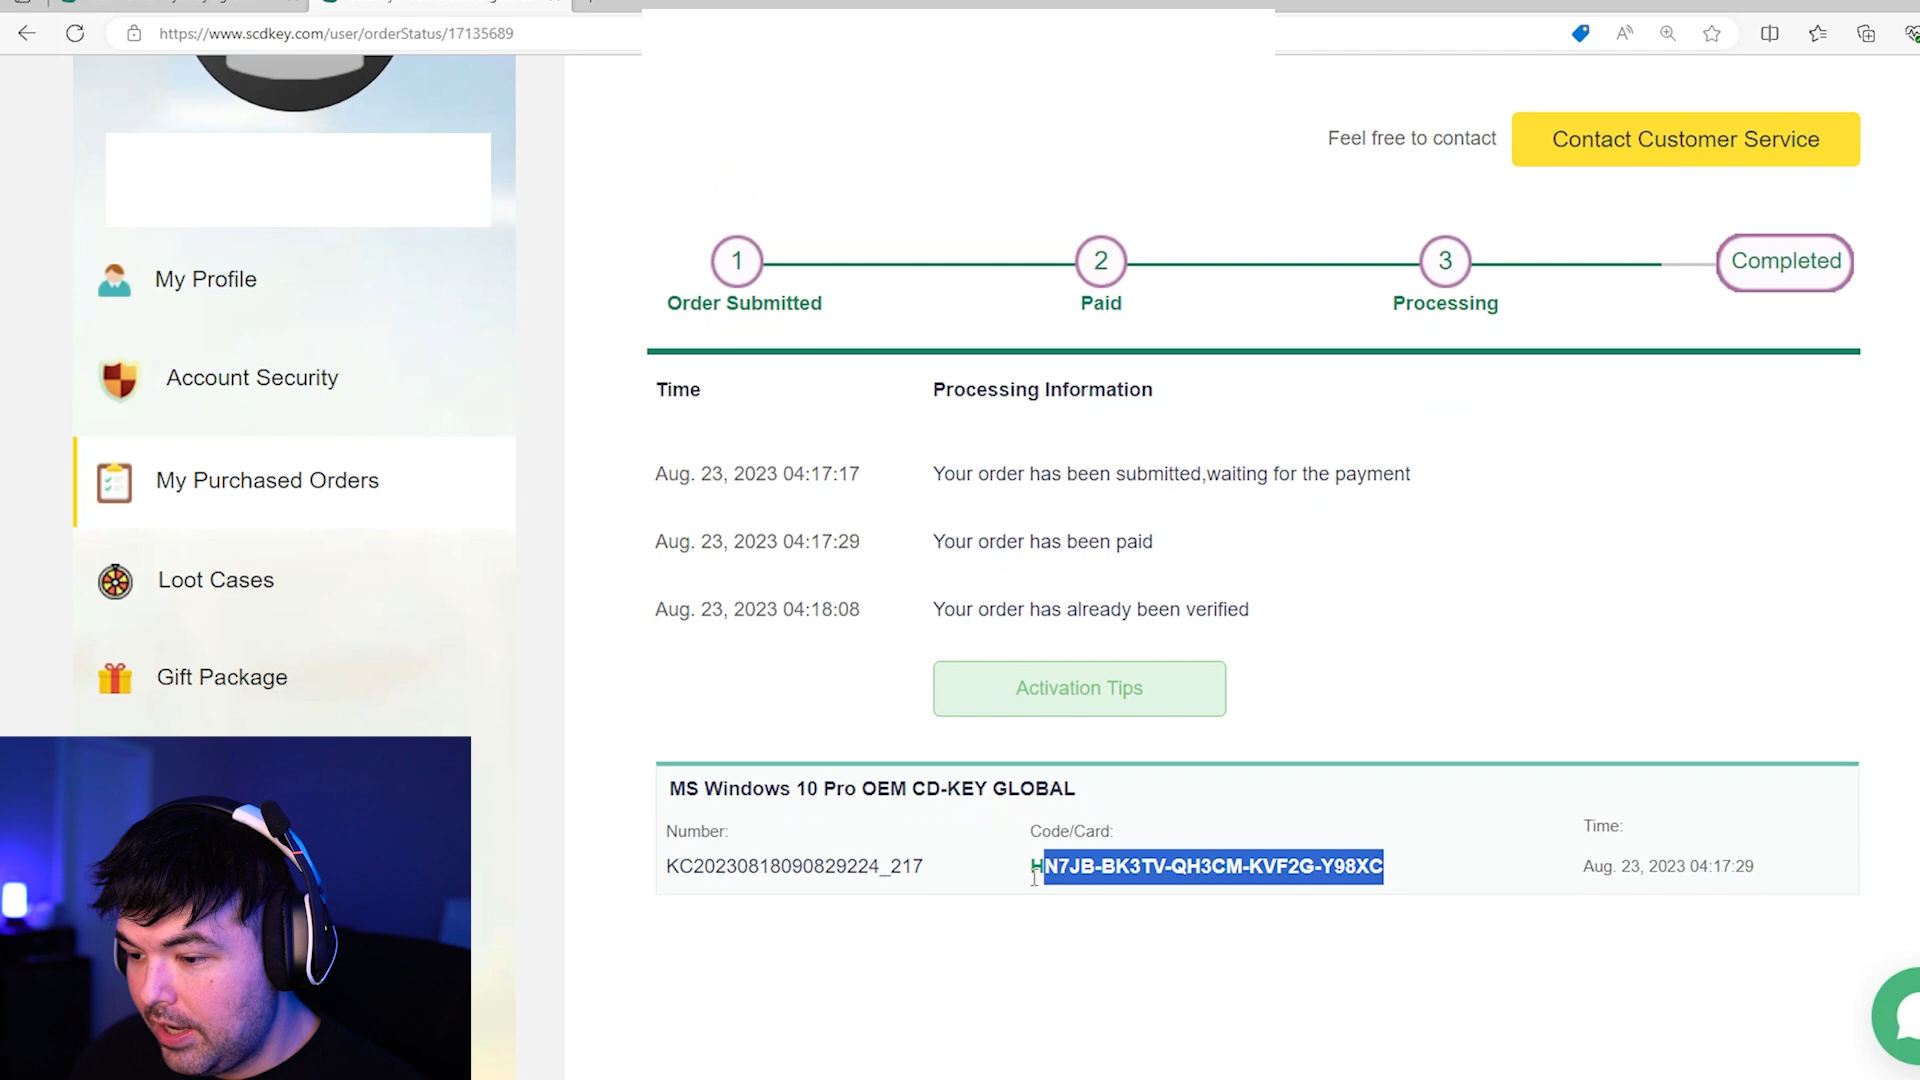 https://www.scdkey.com/user/orderStatus/17135689
Feel free to contact
Contact Customer Service
1
2
3
Completed
Order Submitted
Paid
Processing
My Profile
Account Security
My Purchased Orders
Loot Cases
Gift Package
Time
Processing Information
Aug. 23, 2023 04:17:17
Your order has been submitted,waiting for the payment
Aug. 23, 2023 04:17:29
Your order has been paid
Aug. 23, 2023 04:18:08
Your order has already been verified
Activation Tips
MS Windows 10 Pro OEM CD-KEY GLOBAL
Number:
Code/Card:
Time:
KC20230818090829224_217
HN7JB-BK3TV-QH3CM-KVF2G-Y98XC
Aug. 23, 2023 04:17:29